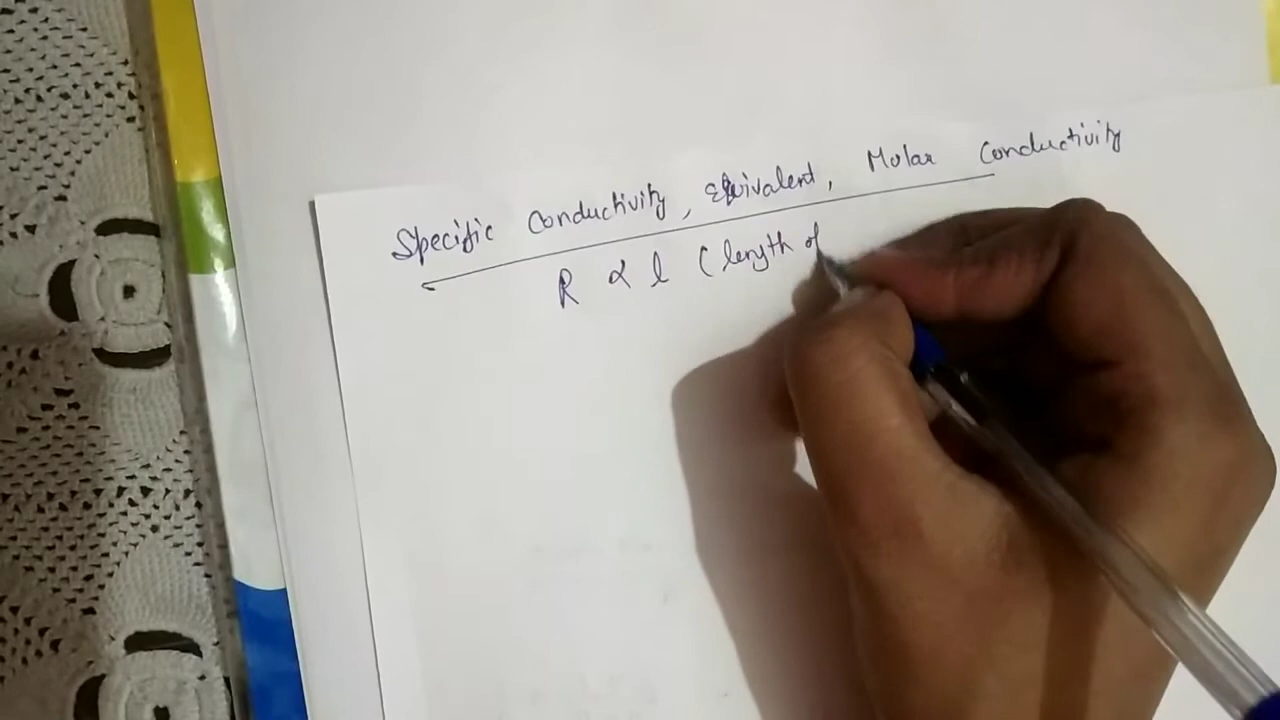 Specific Conductivity, Equivalent, Molar Conductivity
R ∝ l ( length of